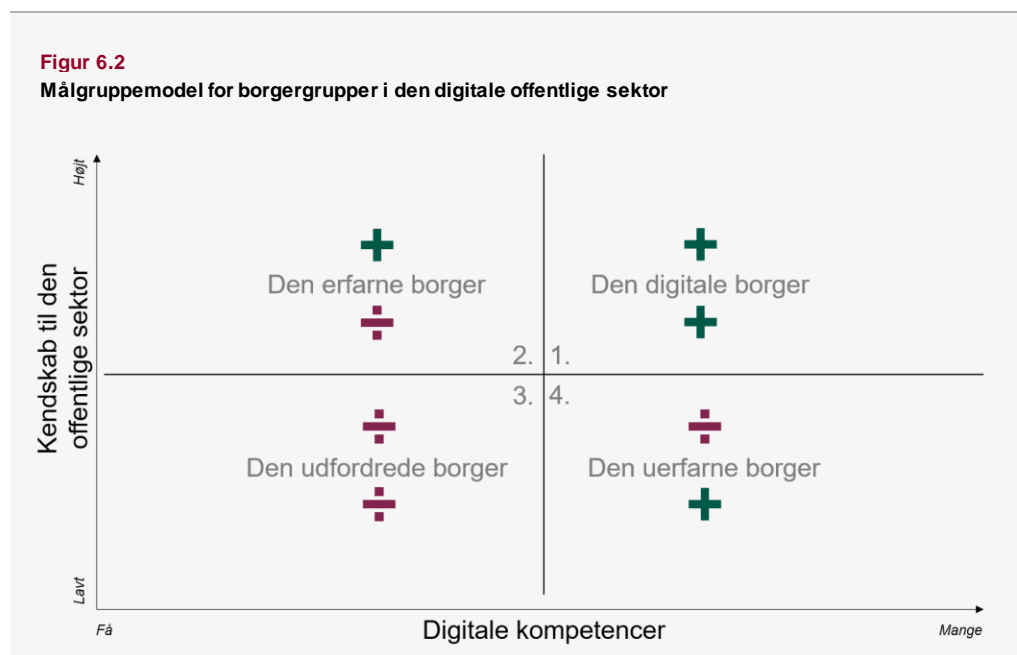 Figur 6.2
Målgruppemodel for borgergrupper i den digitale offentlige sektor
Højt
Kendskab til den
offentlige sektor
Lavt
Den erfarne borger
Den digitale borger
2. 1.
3. 4.
Den udfordrede borger
Den uerfarne borger
Få
Digitale kompetencer
Mange